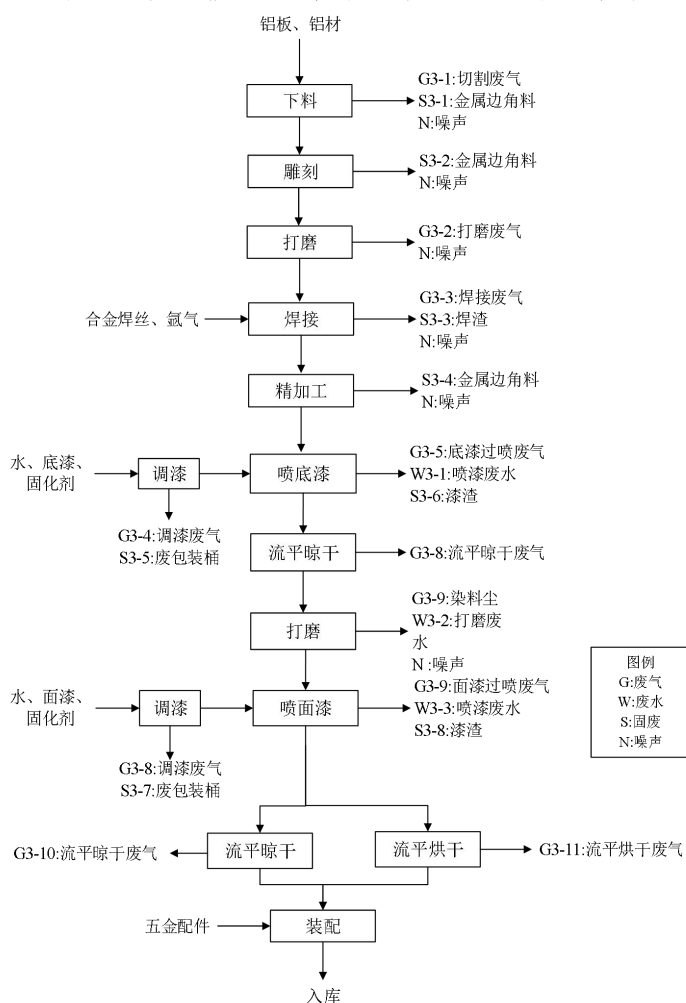 铝板、铝材
下料
G3-1:切割废气
S3-1:金属边角料
N:噪声
雕刻
S3-2:金属边角料
N:噪声
打磨
G3-2:打磨废气
N:噪声
合金焊丝、氩气
焊接
G3-3:焊接废气
S3-3:焊渣
N:噪声
精加工
S3-4:金属边角料
N:噪声
水、底漆、
固化剂
调漆
喷底漆
G3-5:底漆过喷废气
W3-1:喷漆废水
S3-6:漆渣
G3-4:调漆废气
S3-5:废包装桶
流平晾干
G3-8:流平晾干废气
打磨
G3-9:染料尘
W3-2:打磨废
水
N :噪声
图例
G:废气
W:废水
S:固废
N:噪声
水、面漆、
固化剂
调漆
喷面漆
G3-9:面漆过喷废气
W3-3:喷漆废水
S3-8:漆渣
G3-8:调漆废气
S3-7:废包装桶
G3-10:流平晾干废气
流平晾干
流平烘干
G3-11:流平烘干废气
五金配件
装配
入库